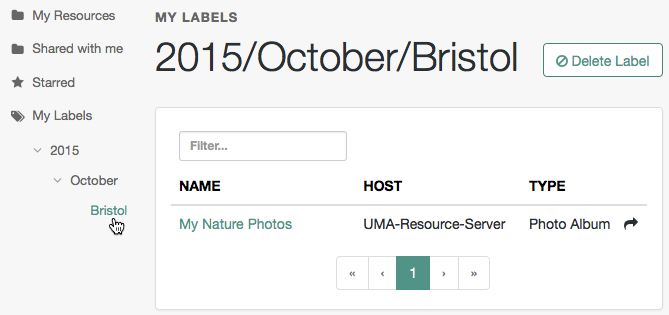 My Resources
Shared with me
Starred
My Labels
2015
October
Bristol
MY LABELS
2015/October/Bristol
Delete Label
Filter...
NAME HOST TYPE
My Nature Photos UMA-Resource-Server Photo Album
« ‹ 1 › »